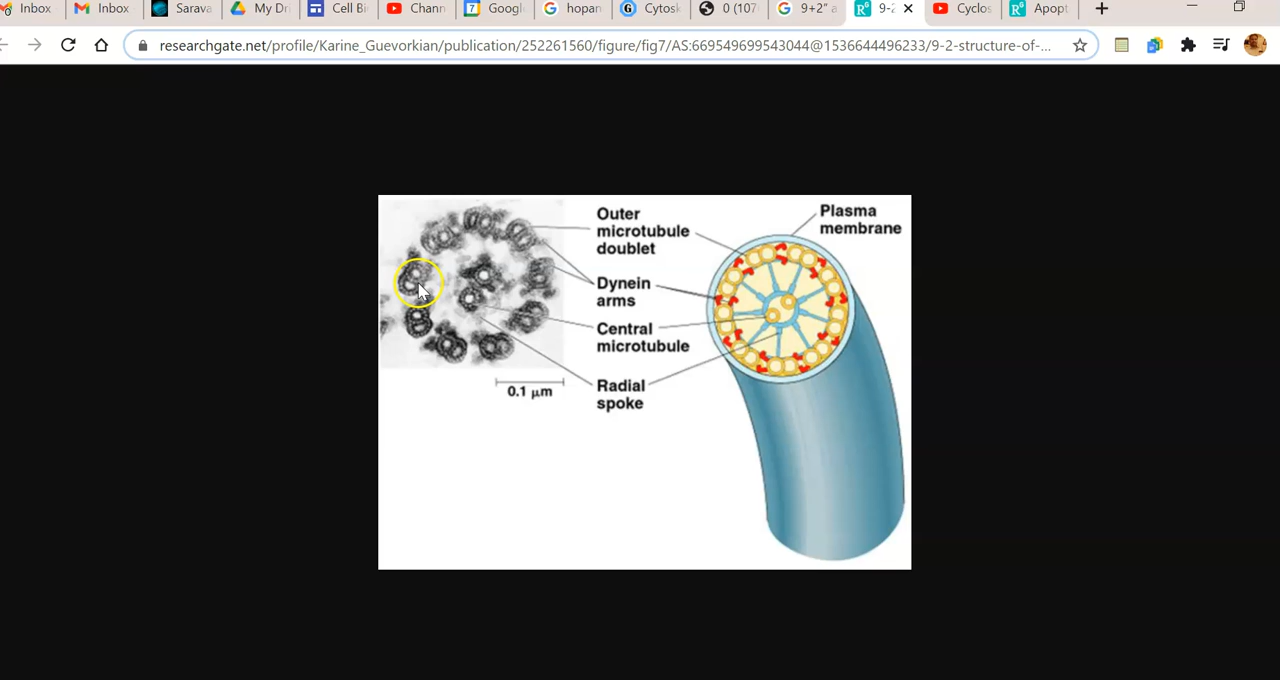 Inbox
Inbox
Sarava
My Dri
Cell Bi
Chann
7
Googl
hopan
Cytosk
0 (107
9+2" a
9-2
Cyclos
Apopt
researchgate.net/profile/Karine_Guevorkian/publication/252261560/figure/fig7/AS:669549699543044@1536644496233/9-2-structure-of-...
Outer
microtubule
doublet
Dynein
arms
Central
microtubule
Radial
spoke
0.1 μm
Plasma
membrane